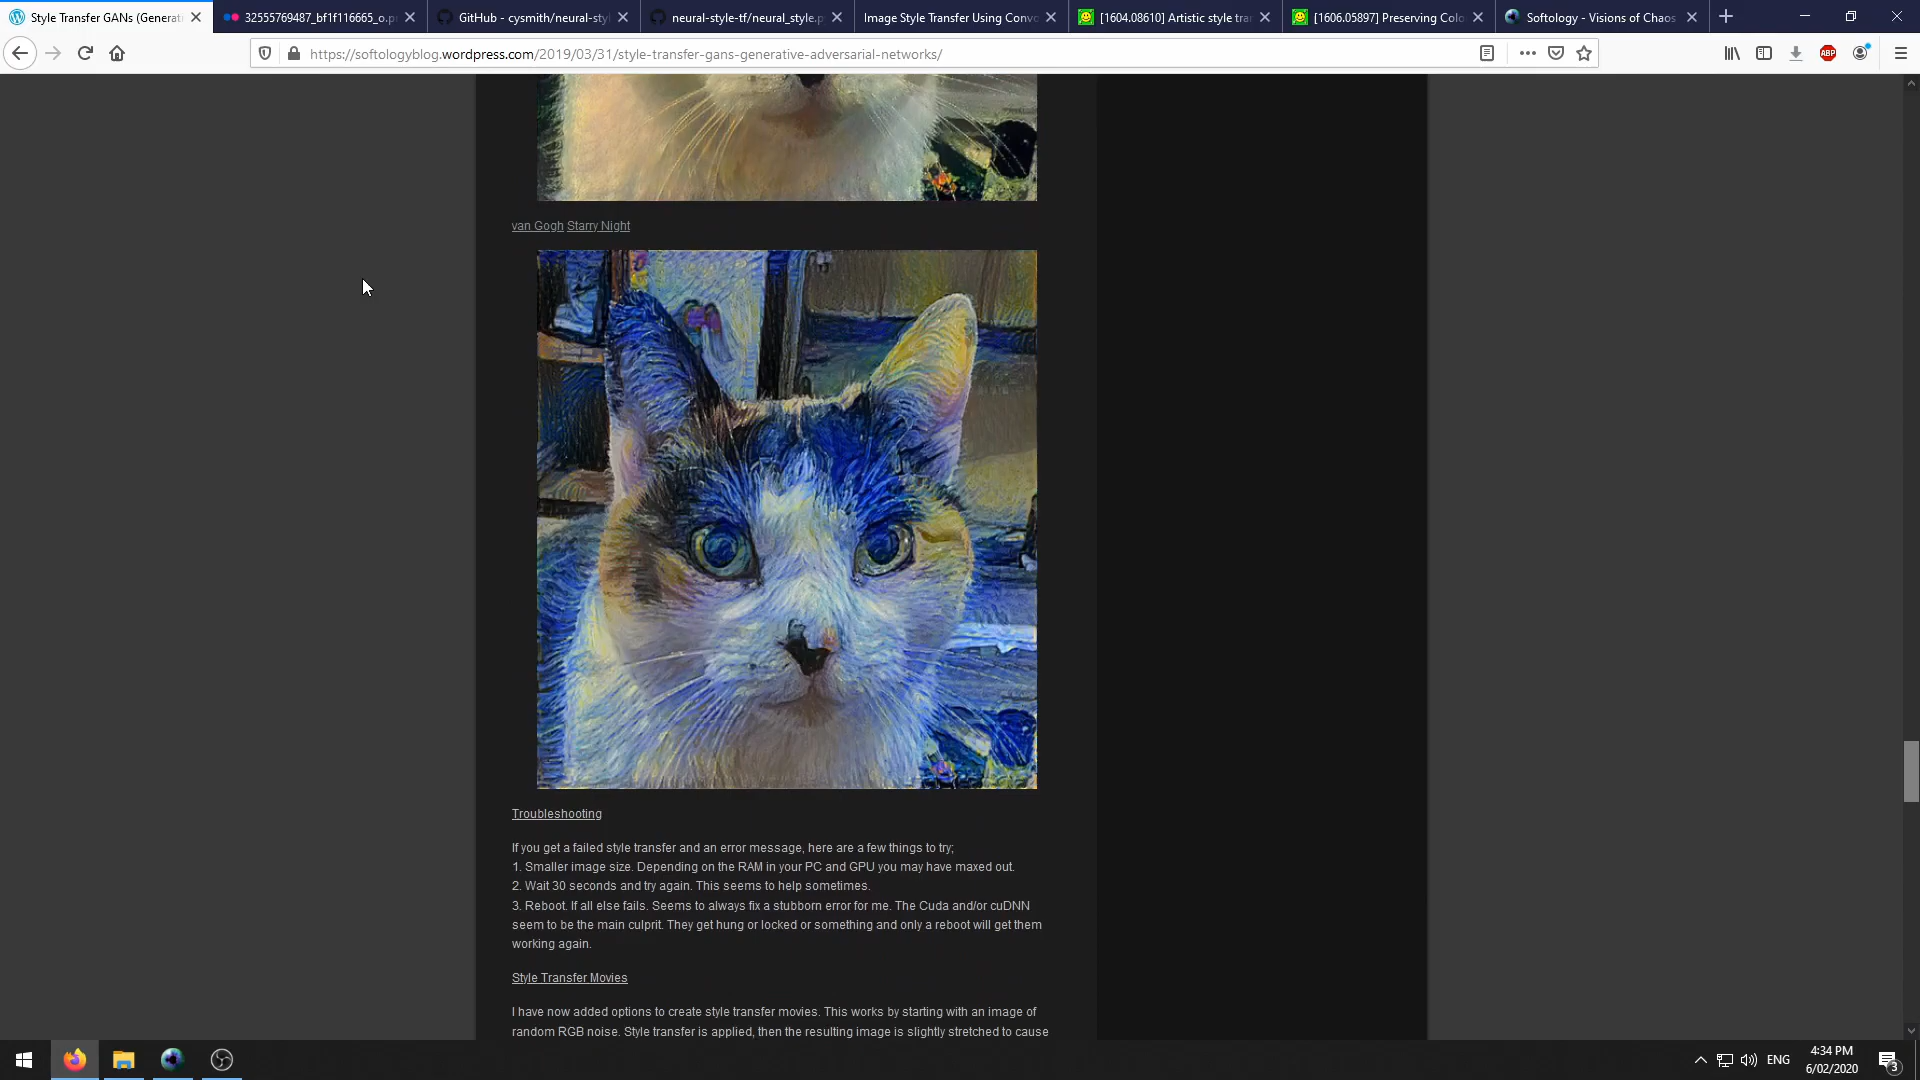 Style Transfer GANs (Generati
32555769487_bf1f116665_o.p
GitHub - cysmith/neural-styl
neural-style-tf/neural_style.p
Image Style Transfer Using Convo
[1604.08610] Artistic style tran
[1606.05897] Preserving Colo
Softology - Visions of Chaos
https://softologyblog.wordpress.com/2019/03/31/style-transfer-gans-generative-adversarial-networks/
ABP
van Gogh Starry Night
Troubleshooting
If you get a failed style transfer and an error message, here are a few things to try;
1. Smaller image size. Depending on the RAM in your PC and GPU you may have maxed out.
2. Wait 30 seconds and try again. This seems to help sometimes.
3. Reboot. If all else fails. Seems to always fix a stubborn error for me. The Cuda and/or cuDNN
seem to be the main culprit. They get hung or locked or something and only a reboot will get them
working again.
Style Transfer Movies
I have now added options to create style transfer movies. This works by starting with an image of
random RGB noise. Style transfer is applied, then the resulting image is slightly stretched to cause
ENG
4:34 PM
6/02/2020
3